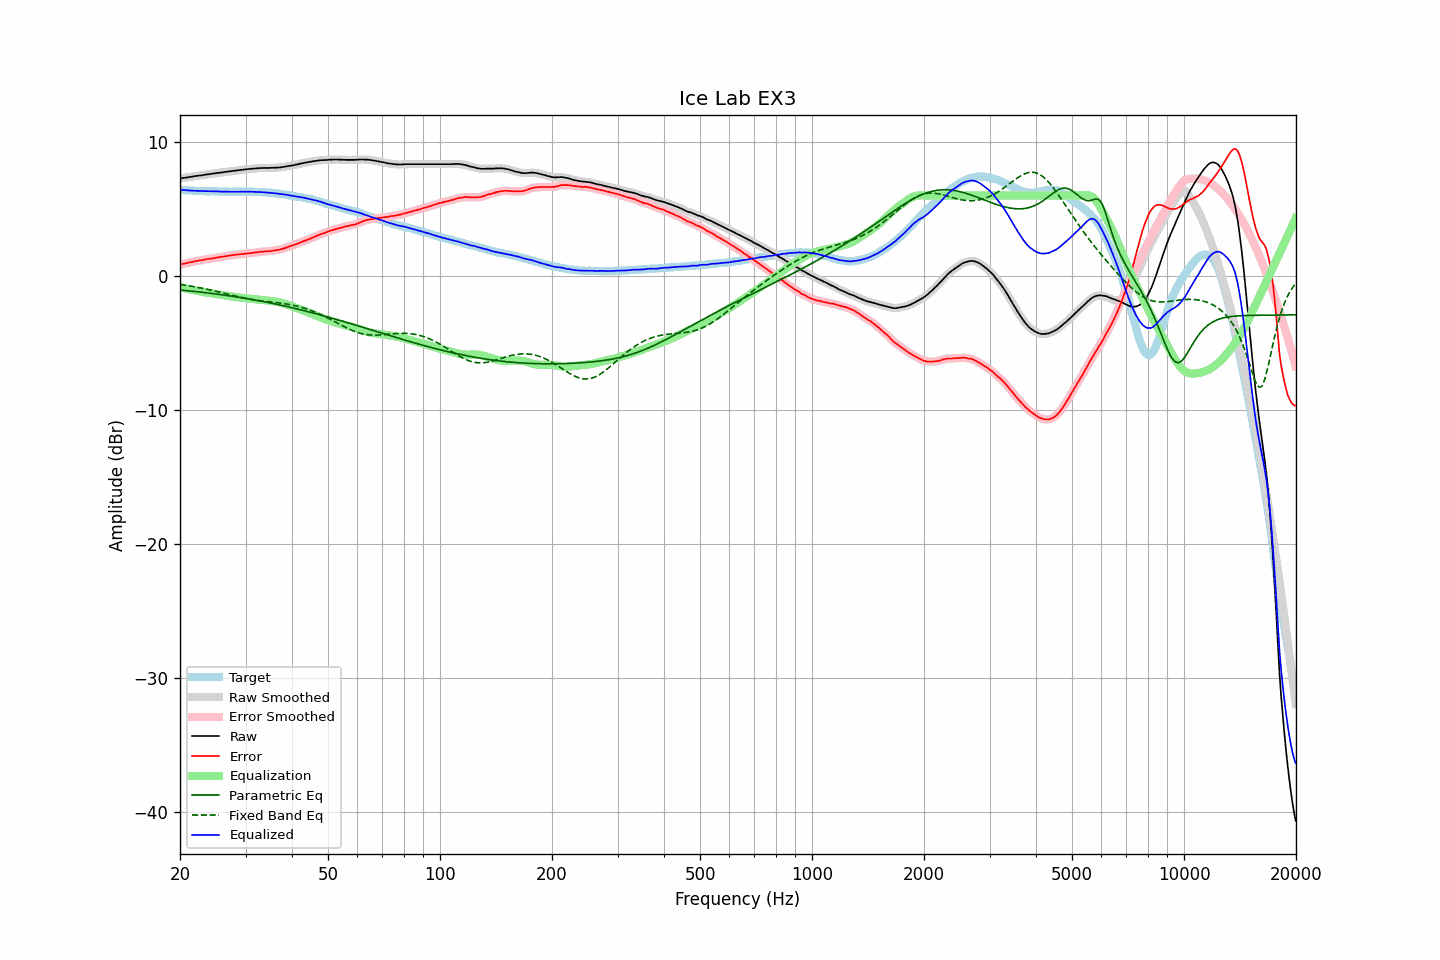 Ice Lab EX3
10
0
−10
−20
−30
−40
Amplitude (dBr)
Target
Raw Smoothed
Error Smoothed
Raw
Error
Equalization
Parametric Eq
Fixed Band Eq
Equalized
20 50 100 200 500 1000 2000 5000 10000 20000
Frequency (Hz)